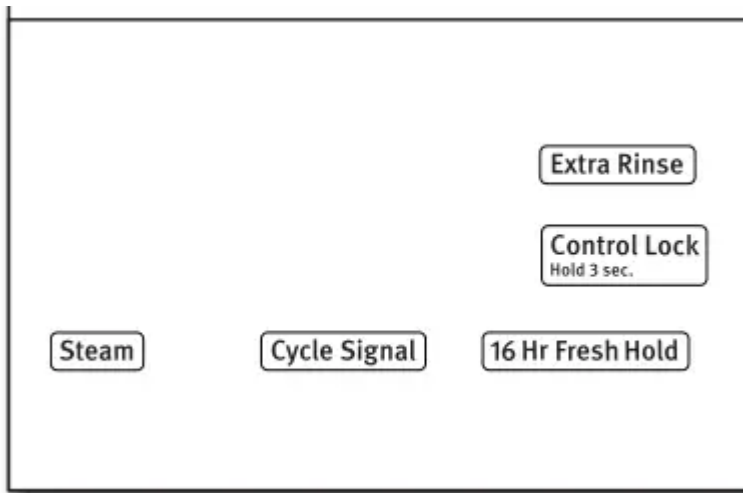 Extra Rinse
Control Lock
Hold 3 sec.
Steam
Cycle Signal
16 Hr Fresh Hold